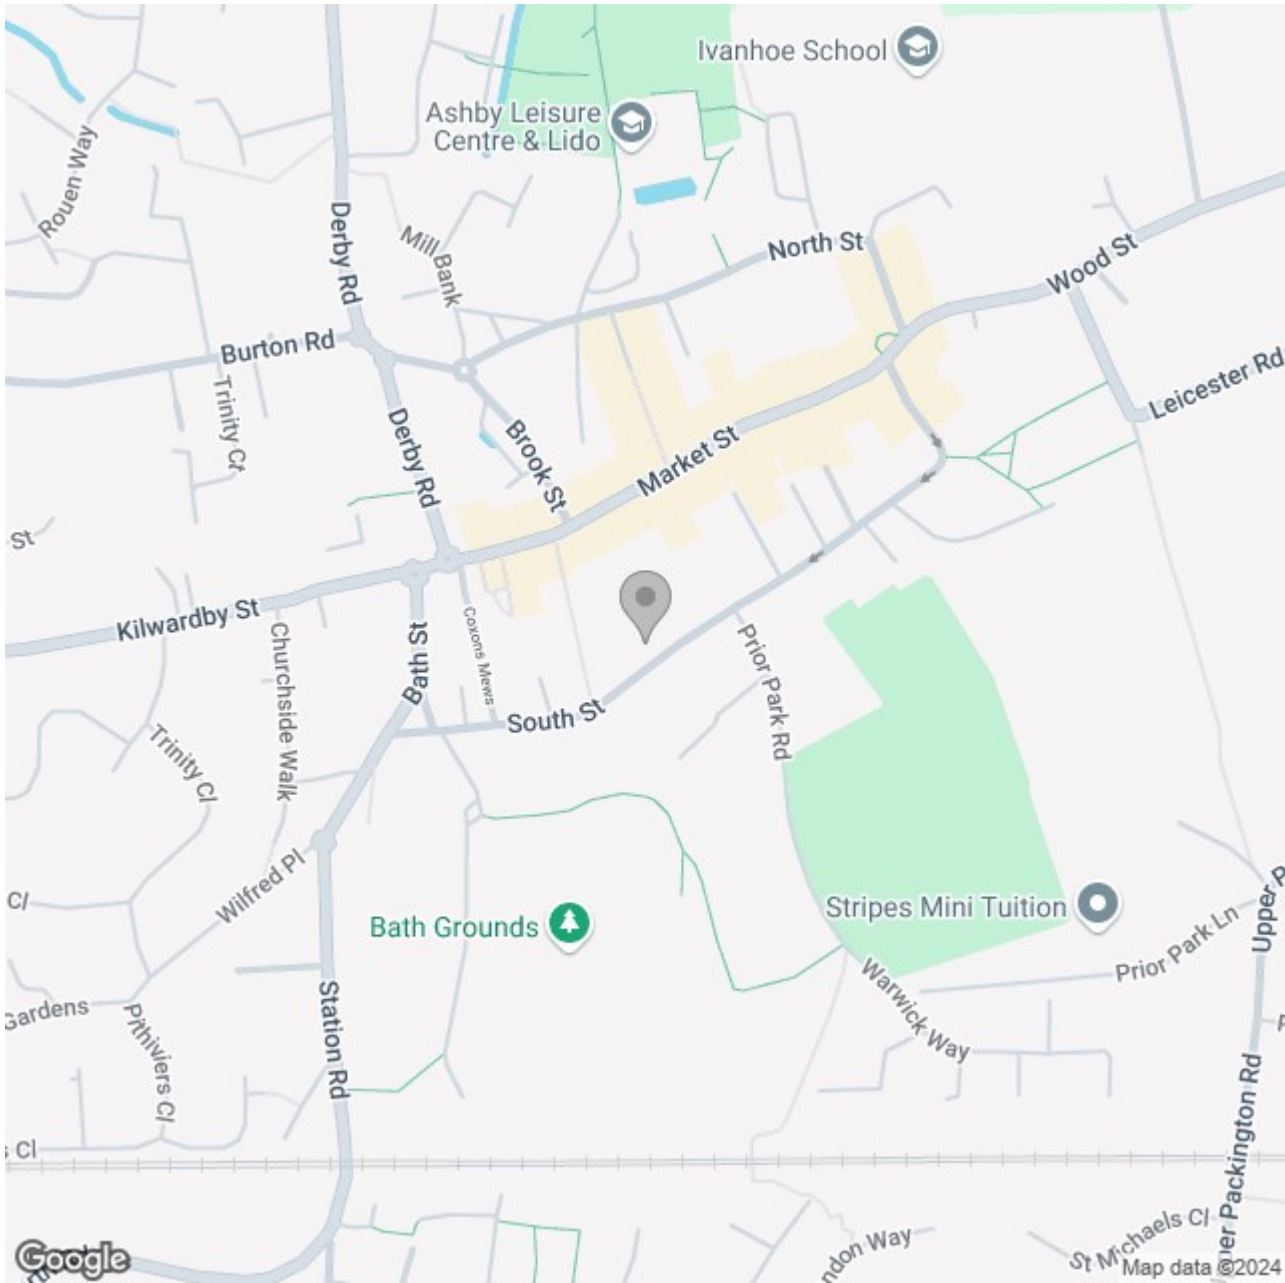 Ivanhoe School
Ashby Leisure
Centre & Lido
Rouen Way
Derby Rd
Mill Bank
North St
Wood St
Burton Rd
Trinity Ct
Derby Rd
Brook St
Market St
Leicester Rd
St
Kilwardby St
Churchside Walk
Bath St
Coxons Mews
South St
Prior Park Rd
Trinity Cl
Cl
Wilfred Pl
Bath Grounds
Stripes Mini Tuition
Prior Park Ln
Upper P
Gardens
Pithiviers Cl
Station Rd
Warwick Way
Cl
Upper Packington Rd
St Michaels Cl
ndon Way
Google
Map data ©2024